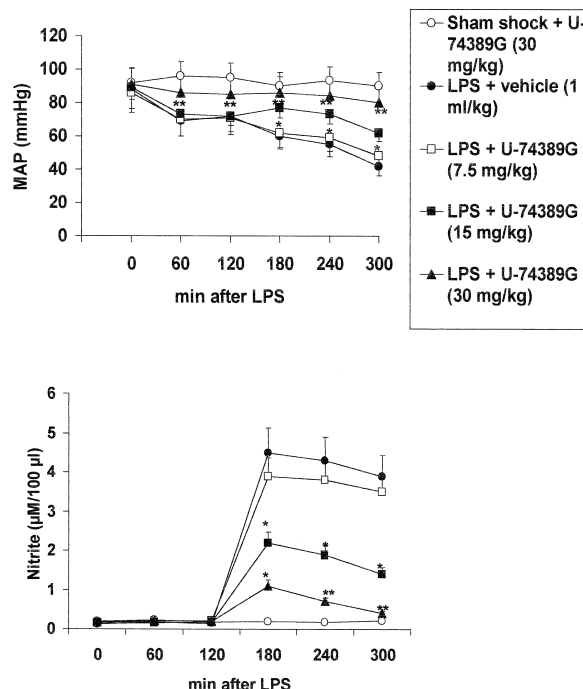 120
100
80
60
40
20
0
MAP (mmHg)
** ** ** ** **
* * *
0 60 120 180 240 300
min after LPS
Sham shock + U-
74389G (30
mg/kg)
LPS + vehicle (1
ml/kg)
LPS + U-74389G
(7.5 mg/kg)
LPS + U-74389G
(15 mg/kg)
LPS + U-74389G
(30 mg/kg)
6
5
4
3
2
1
0
Nitrite (µM/100 µl)
* * *
* ** **
0 60 120 180 240 300
min after LPS